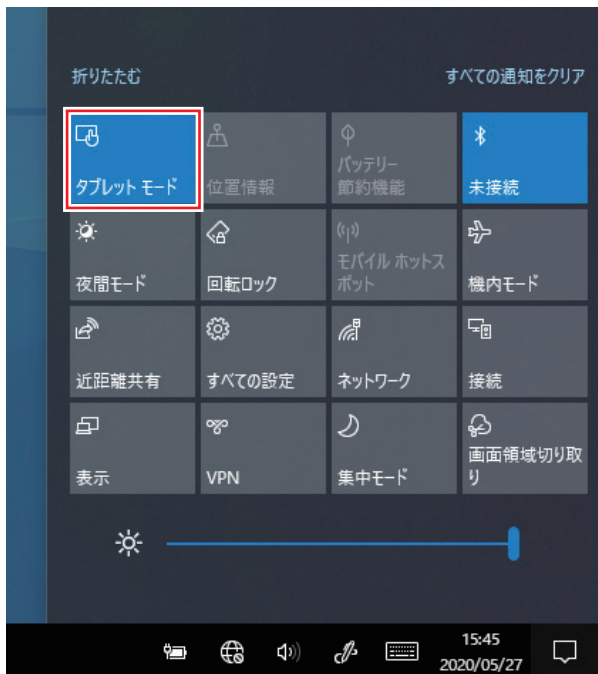 折りたたむ
すべての通知をクリア
タブレット モード
位置情報
バッテリー
節約機能
未接続
夜間モード
回転ロック
モバイル ホットス
ポット
機内モード
近距離共有
すべての設定
ネットワーク
接続
表示
VPN
集中モード
画面領域切り取
り
15:45
2020/05/27